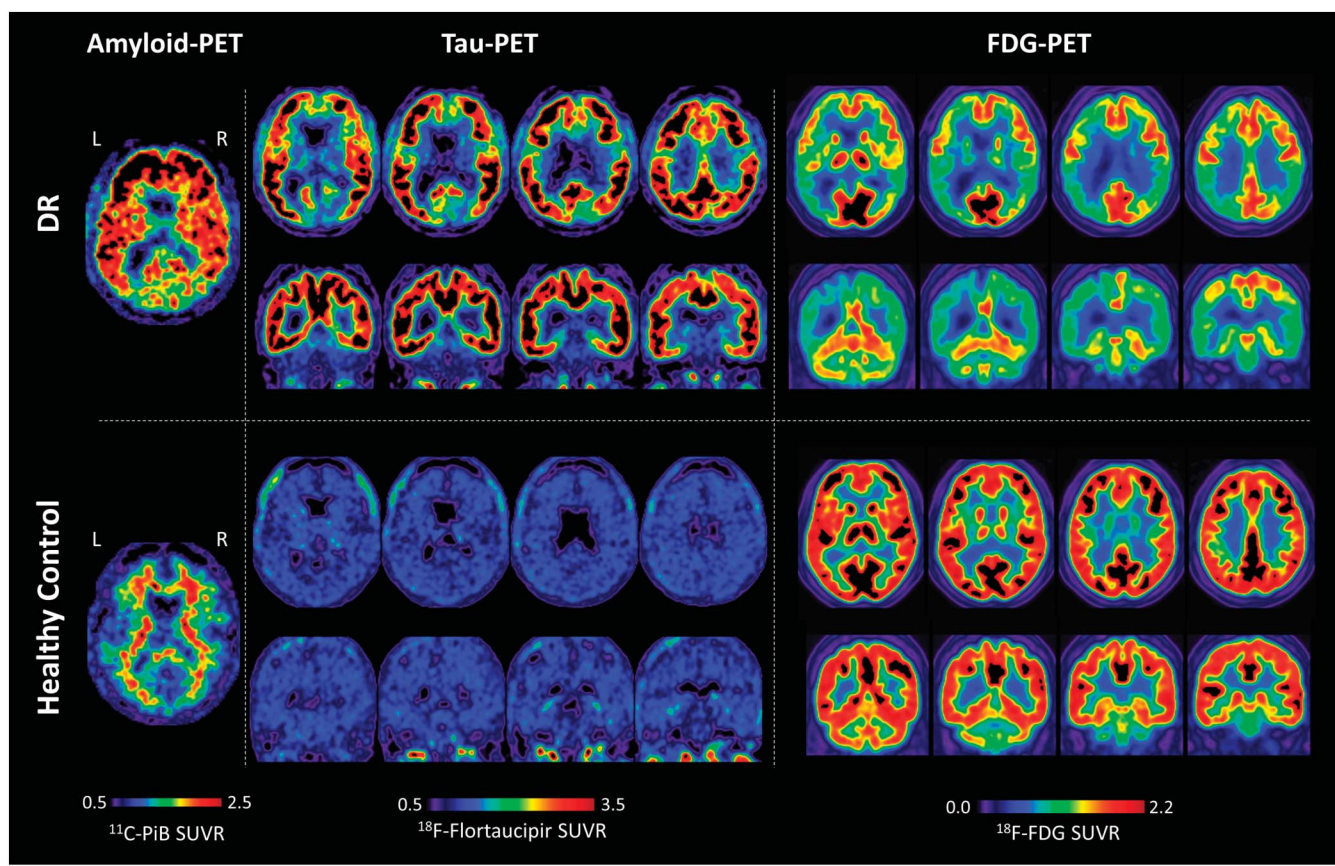 Amyloid-PET Tau-PET FDG-PET
DR
L R
Healthy Control
L R
0.5 2.5 0.5 3.5 0.0 2.2
¹¹C-PiB SUVR ¹⁸F-Flortaucipir SUVR ¹⁸F-FDG SUVR